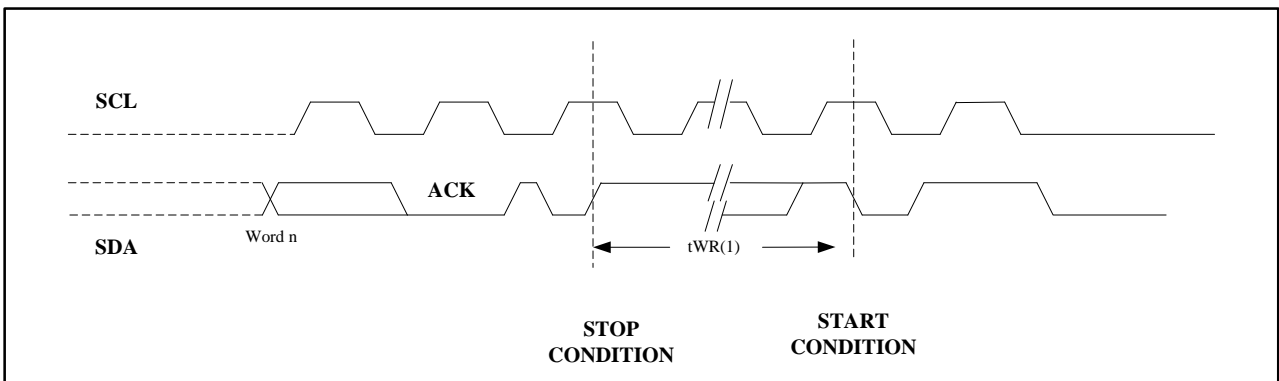 SCL
ACK
Word n
SDA
tWR(1)
STOP
CONDITION
START
CONDITION